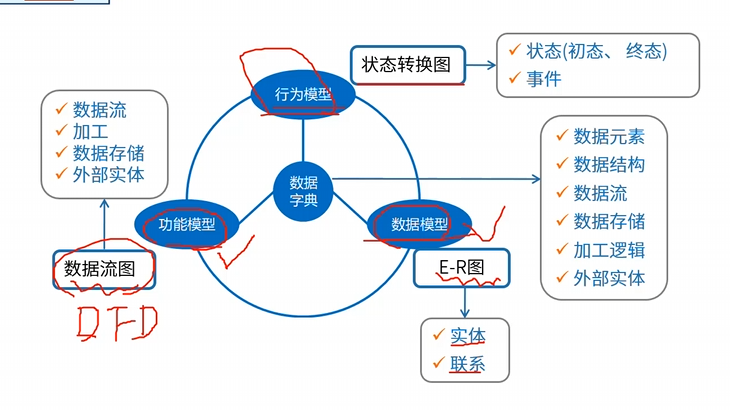 状态转换图
✓ 状态(初态、 终态)
✓ 事件
行为模型
✓ 数据流
✓ 加工
✓ 数据存储
✓ 外部实体
数据
字典
✓ 数据元素
✓ 数据结构
✓ 数据流
✓ 数据存储
✓ 加工逻辑
✓ 外部实体
功能模型
数据模型
数据流图
E-R图
DFD
✓ 实体
✓ 联系